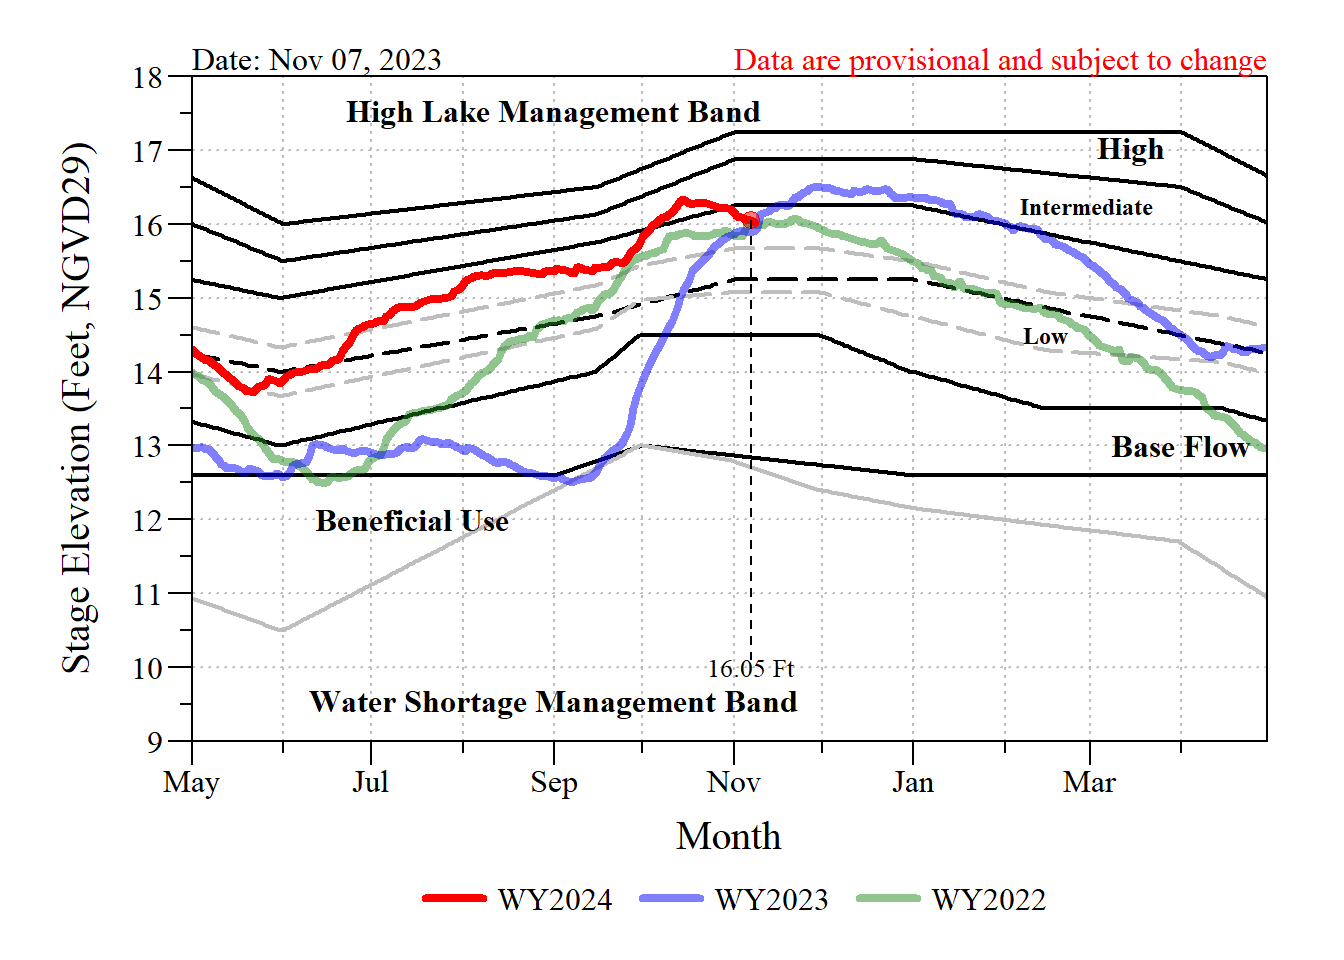 Date: Nov 07, 2023
Data are provisional and subject to change
18
High Lake Management Band
17
High
16
Intermediate
15
Low
14
13
Base Flow
Beneficial Use
12
11
10
16.05 Ft
Water Shortage Management Band
9
Stage Elevation (Feet, NGVD29)
May
Jul
Sep
Nov
Jan
Mar
Month
WY2024
WY2023
WY2022